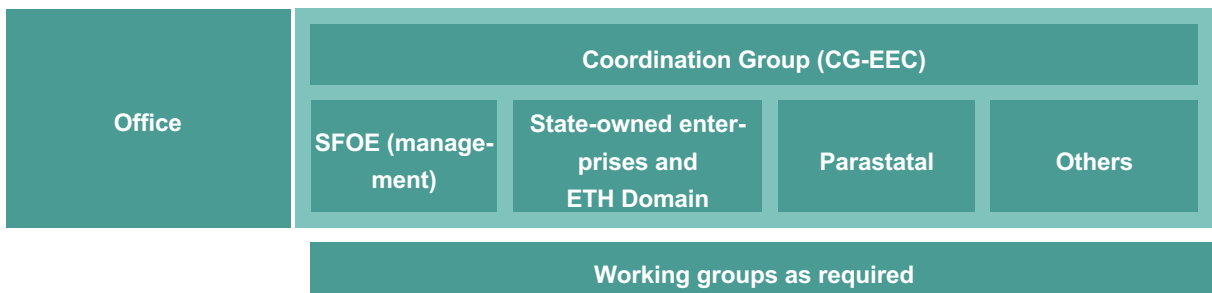 Office
Coordination Group (CG-EEC)
SFOE (manage-
ment)
State-owned enter-
prises and
ETH Domain
Parastatal
Others
Working groups as required